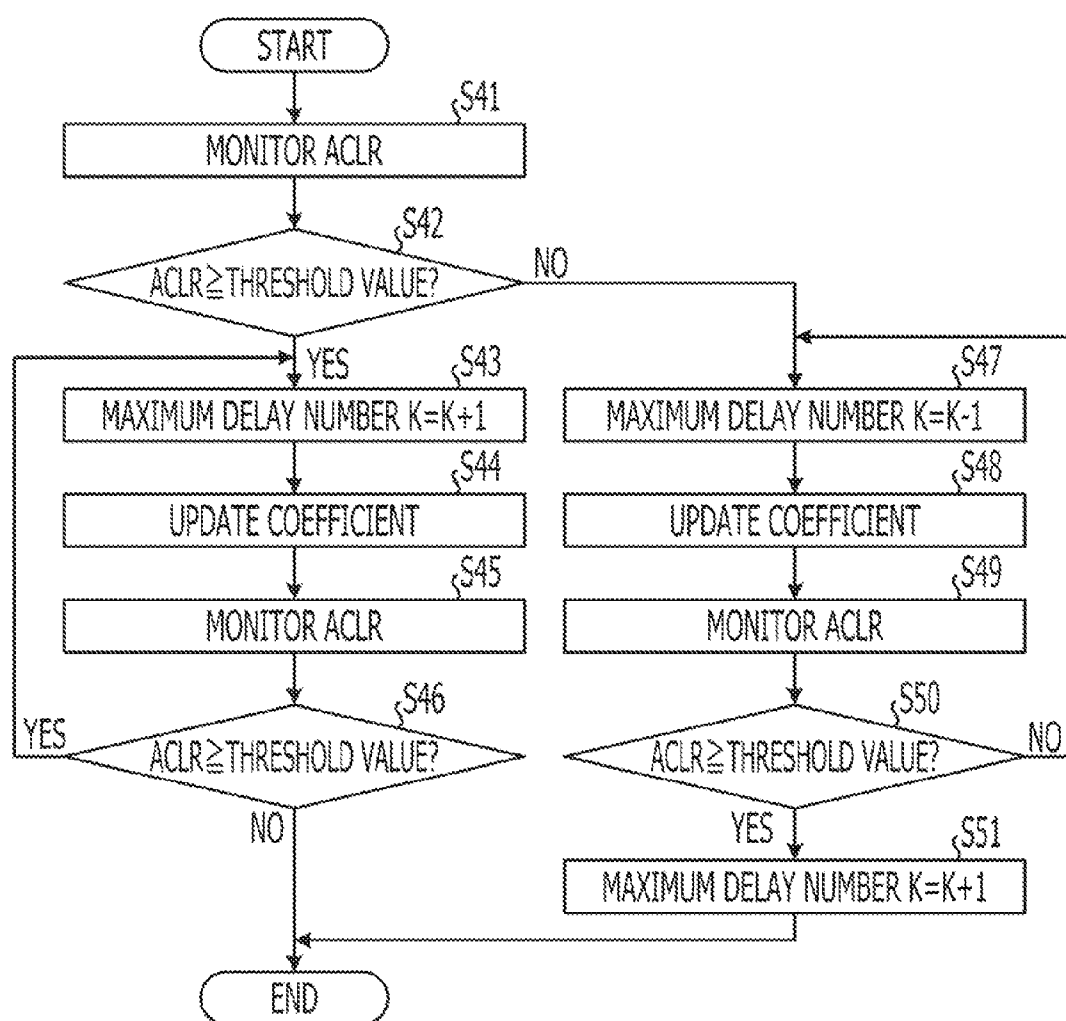 START
S41
MONITOR ACLR
S42
ACLR≧THRESHOLD VALUE?
NO
YES
S43
MAXIMUM DELAY NUMBER K=K+1
S44
UPDATE COEFFICIENT
S45
MONITOR ACLR
S46
ACLR≧THRESHOLD VALUE?
YES
NO
S47
MAXIMUM DELAY NUMBER K=K-1
S48
UPDATE COEFFICIENT
S49
MONITOR ACLR
S50
ACLR≧THRESHOLD VALUE?
NO
YES
S51
MAXIMUM DELAY NUMBER K=K+1
END